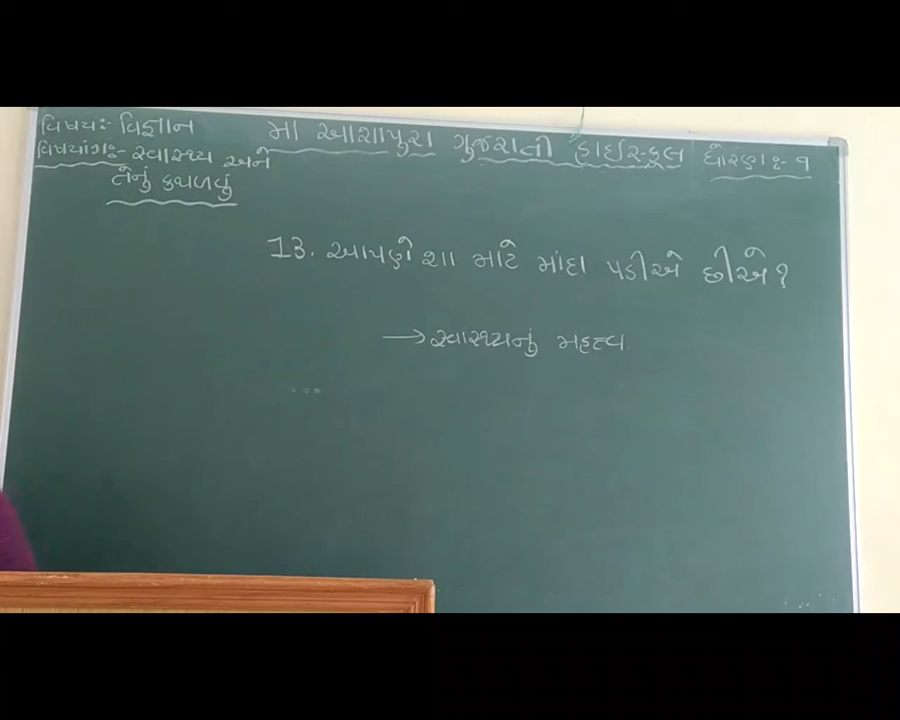 વિષય:- વિજ્ઞાન
મા આશાપુરા ગુજરાતી હાઈસ્કૂલ
ધોરણ:- ૧
વિષયાંગ:- સ્વાસ્થ્ય અને
તેનું કથળવું
13. આપણે શા માટે માંદા પડીએ છીએ?
→ સ્વાસ્થ્યનું મહત્વ